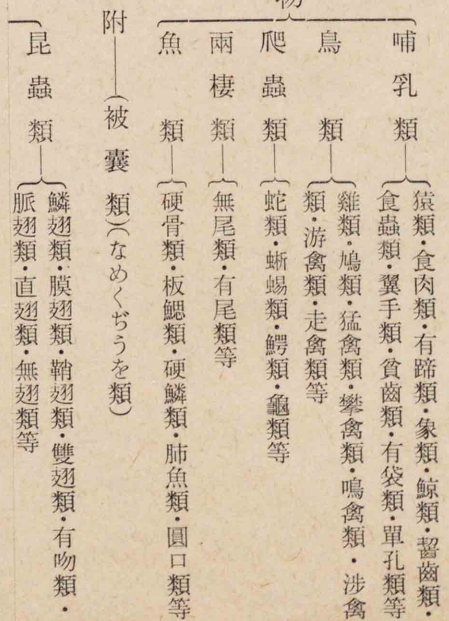 物
哺乳類
猿類・食肉類・有蹄類・象類・鯨類・齧齒類・
食蟲類・翼手類・貧齒類・有袋類・單孔類等
鳥類
雞類・鳩類・猛禽類・攀禽類・鳴禽類・涉禽
類・游禽類・走禽類等
爬蟲類
蛇類・蜥蜴類・鰐類・龜類等
兩棲類
無尾類・有尾類等
魚類
硬骨類・板鰓類・硬鱗類・肺魚類・圓口類等
附 (被囊類)(なめくぢうを類)
昆蟲類
鱗翅類・膜翅類・鞘翅類・雙翅類・有吻類・
脈翅類・直翅類・無翅類等